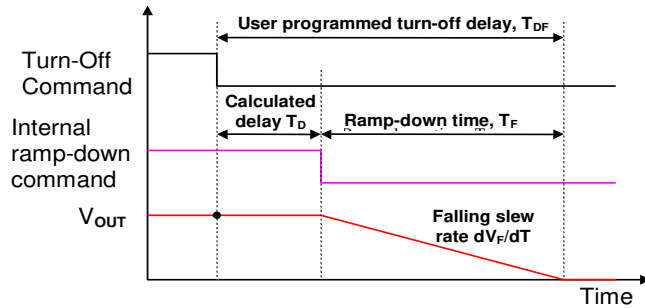 User programmed turn-off delay, TDF
Turn-Off
Command
Calculated
delay TD
Ramp-down time, TF
Internal
ramp-down
command
VOUT
Falling slew
rate dVF/dT
Time